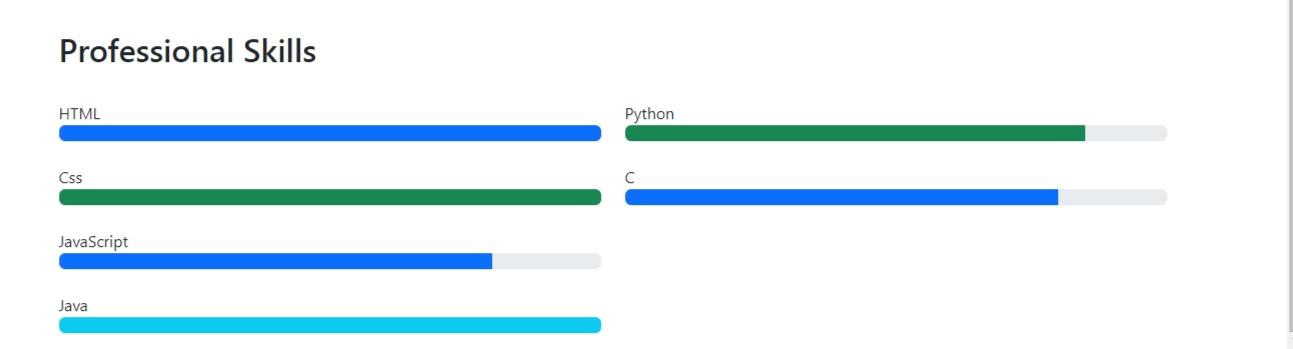 Professional Skills
HTML
Css
JavaScript
Java
Python
C